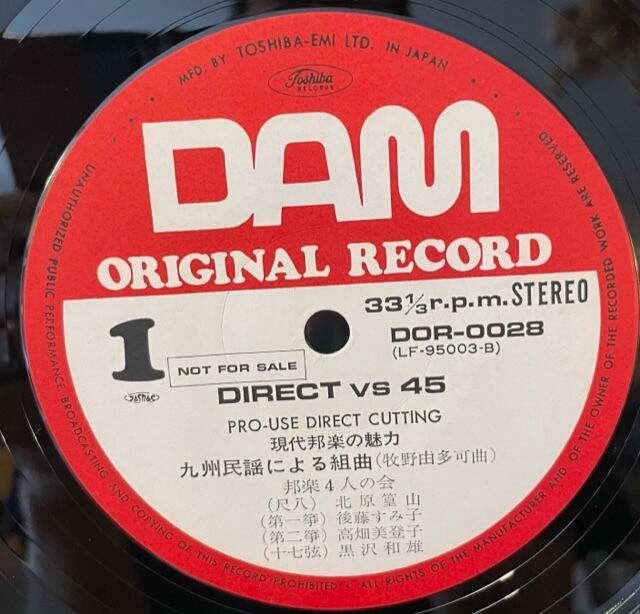 MFD. BY TOSHIBA-EMI LTD. IN JAPAN
Toshiba
RECORDS
DAM
ORIGINAL RECORD
33 1/3 r.p.m. STEREO
DOR-0028
(LF-95003-B)
1
NOT FOR SALE
DIRECT vs 45
PRO-USE DIRECT CUTTING
現代邦楽の魅力
九州民謡による組曲(牧野由多可曲)
邦楽4人の会
(尺八) 北原篁山
(第一箏) 後藤すみ子
(第二箏) 高畑美登子
(十七弦) 黒沢和雄
UNAUTHORIZED PUBLIC PERFORMANCE, BROADCASTING AND COPYING OF THIS RECORD PROHIBITED • ALL RIGHTS OF THE MANUFACTURER AND OF THE OWNER OF THE RECORDED WORK ARE RESERVED